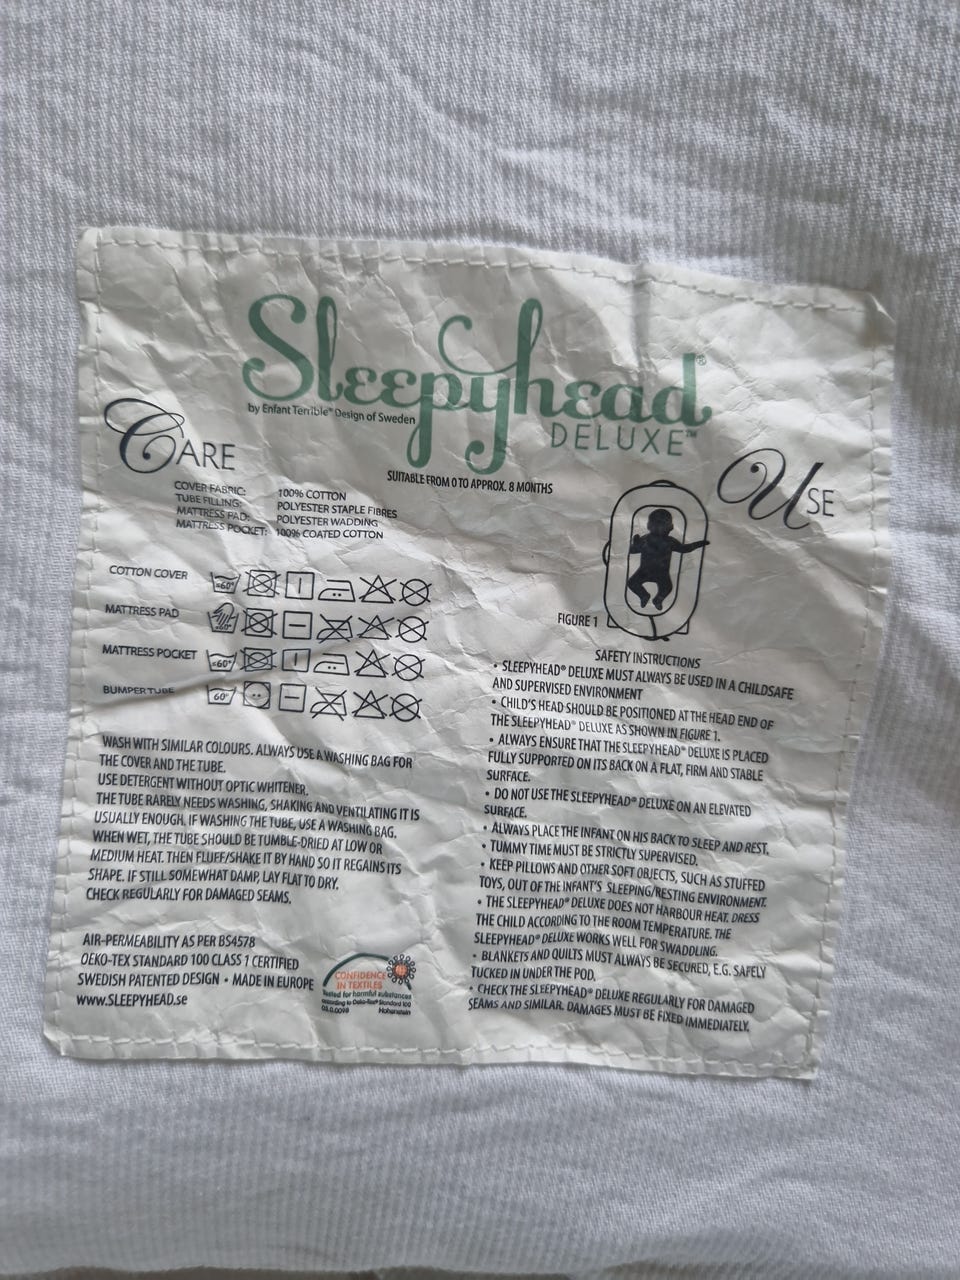 Sleepyhead®
by Enfant Terrible® Design of Sweden
DELUXE™
SUITABLE FROM 0 TO APPROX. 8 MONTHS
CARE
COVER FABRIC: 100% COTTON
TUBE FILLING: POLYESTER STAPLE FIBRES
MATTRESS PAD: POLYESTER WADDING
MATTRESS POCKET: 100% COATED COTTON
COTTON COVER ≤60°
MATTRESS PAD
MATTRESS POCKET ≤60°
BUMPER TUBE 60°
WASH WITH SIMILAR COLOURS. ALWAYS USE A WASHING BAG FOR
THE COVER AND THE TUBE.
USE DETERGENT WITHOUT OPTIC WHITENER.
THE TUBE RARELY NEEDS WASHING, SHAKING AND VENTILATING IT IS
USUALLY ENOUGH. IF WASHING THE TUBE, USE A WASHING BAG.
WHEN WET, THE TUBE SHOULD BE TUMBLE-DRIED AT LOW OR
MEDIUM HEAT. THEN FLUFF/SHAKE IT BY HAND SO IT REGAINS ITS
SHAPE. IF STILL SOMEWHAT DAMP, LAY FLAT TO DRY.
CHECK REGULARLY FOR DAMAGED SEAMS.
AIR-PERMEABILITY AS PER BS4578
OEKO-TEX STANDARD 100 CLASS 1 CERTIFIED
SWEDISH PATENTED DESIGN • MADE IN EUROPE
www.SLEEPYHEAD.se
CONFIDENCE
IN TEXTILES
Tested for harmful substances
according to Oeko-Tex® Standard 100
Hohenstein
USE
FIGURE 1
SAFETY INSTRUCTIONS
• SLEEPYHEAD® DELUXE MUST ALWAYS BE USED IN A CHILDSAFE
AND SUPERVISED ENVIRONMENT
• CHILD'S HEAD SHOULD BE POSITIONED AT THE HEAD END OF
THE SLEEPYHEAD® DELUXE AS SHOWN IN FIGURE 1.
• ALWAYS ENSURE THAT THE SLEEPYHEAD® DELUXE IS PLACED
FULLY SUPPORTED ON ITS BACK ON A FLAT, FIRM AND STABLE
SURFACE.
• DO NOT USE THE SLEEPYHEAD® DELUXE ON AN ELEVATED
SURFACE.
• ALWAYS PLACE THE INFANT ON HIS BACK TO SLEEP AND REST.
• TUMMY TIME MUST BE STRICTLY SUPERVISED.
• KEEP PILLOWS AND OTHER SOFT OBJECTS, SUCH AS STUFFED
TOYS, OUT OF THE INFANT'S SLEEPING/RESTING ENVIRONMENT.
• THE SLEEPYHEAD® DELUXE DOES NOT HARBOUR HEAT. DRESS
THE CHILD ACCORDING TO THE ROOM TEMPERATURE. THE
SLEEPYHEAD® DELUXE WORKS WELL FOR SWADDLING.
• BLANKETS AND QUILTS MUST ALWAYS BE SECURED, E.G. SAFELY
TUCKED IN UNDER THE POD.
• CHECK THE SLEEPYHEAD® DELUXE REGULARLY FOR DAMAGED
SEAMS AND SIMILAR. DAMAGES MUST BE FIXED IMMEDIATELY.